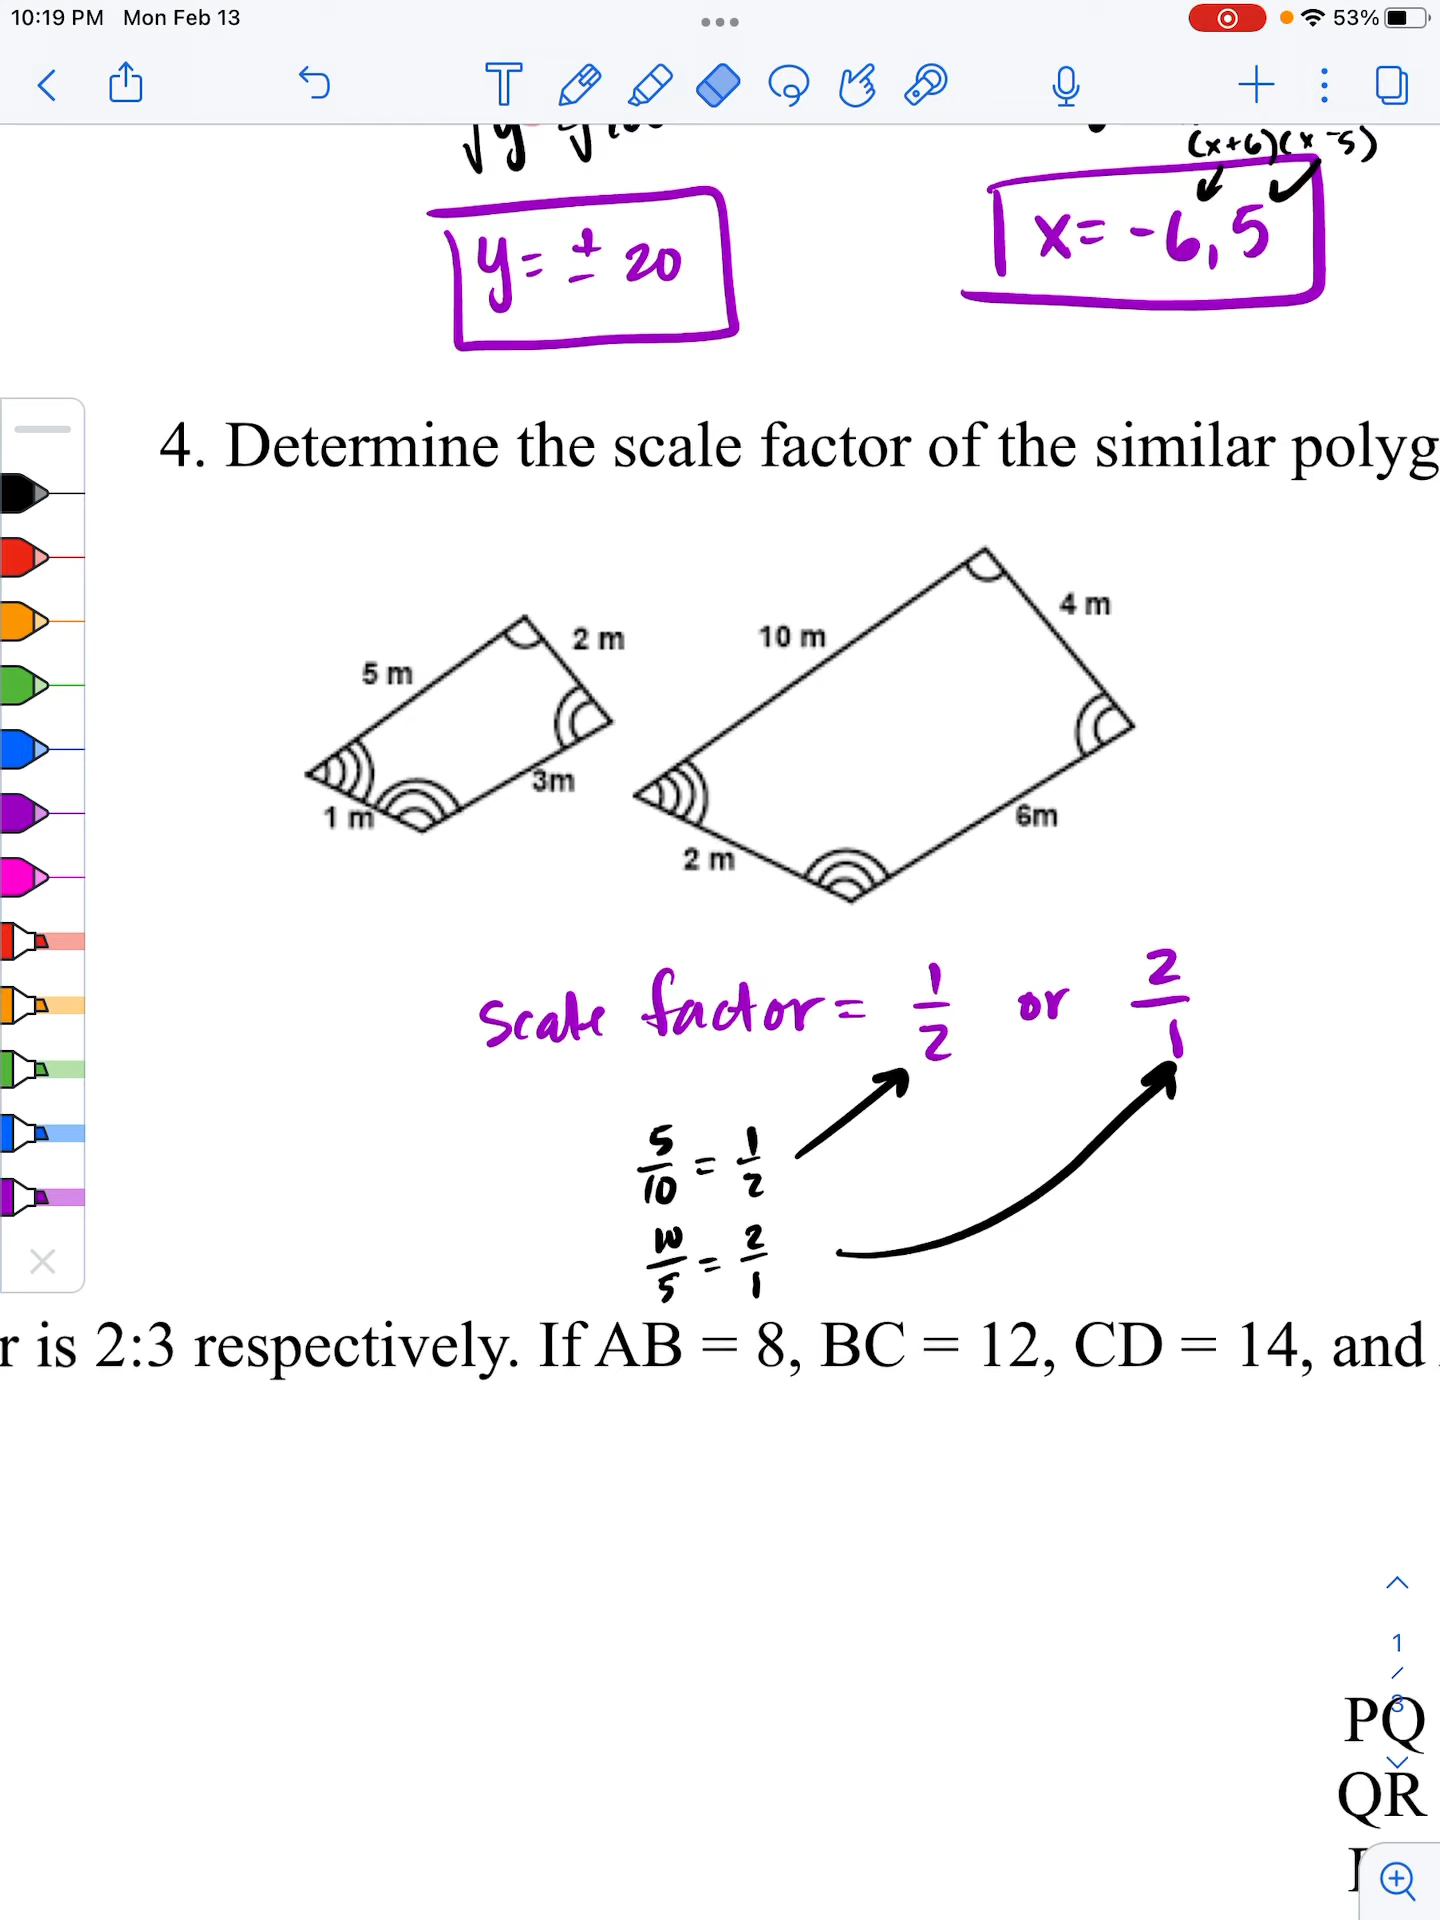 10:19 PM Mon Feb 13
53%
(x+6)(x-5)
y = ± 20
x = -6, 5
4. Determine the scale factor of the similar polyg
5 m
2 m
3m
1 m
10 m
4 m
6m
2 m
scale factor = 1/2 or 2/1
5/10 = 1/2
10/5 = 2/1
r is 2:3 respectively. If AB = 8, BC = 12, CD = 14, and
1
/
3
PQ
QR